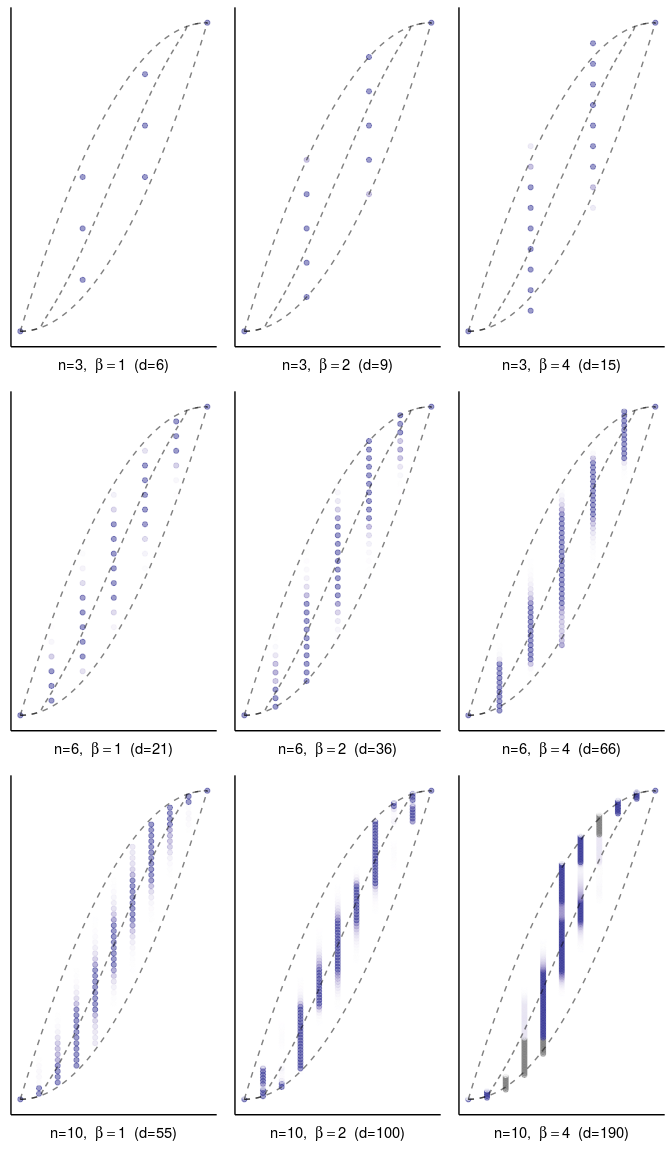 n=3, β=1 (d=6)
n=3, β=2 (d=9)
n=3, β=4 (d=15)
n=6, β=1 (d=21)
n=6, β=2 (d=36)
n=6, β=4 (d=66)
n=10, β=1 (d=55)
n=10, β=2 (d=100)
n=10, β=4 (d=190)